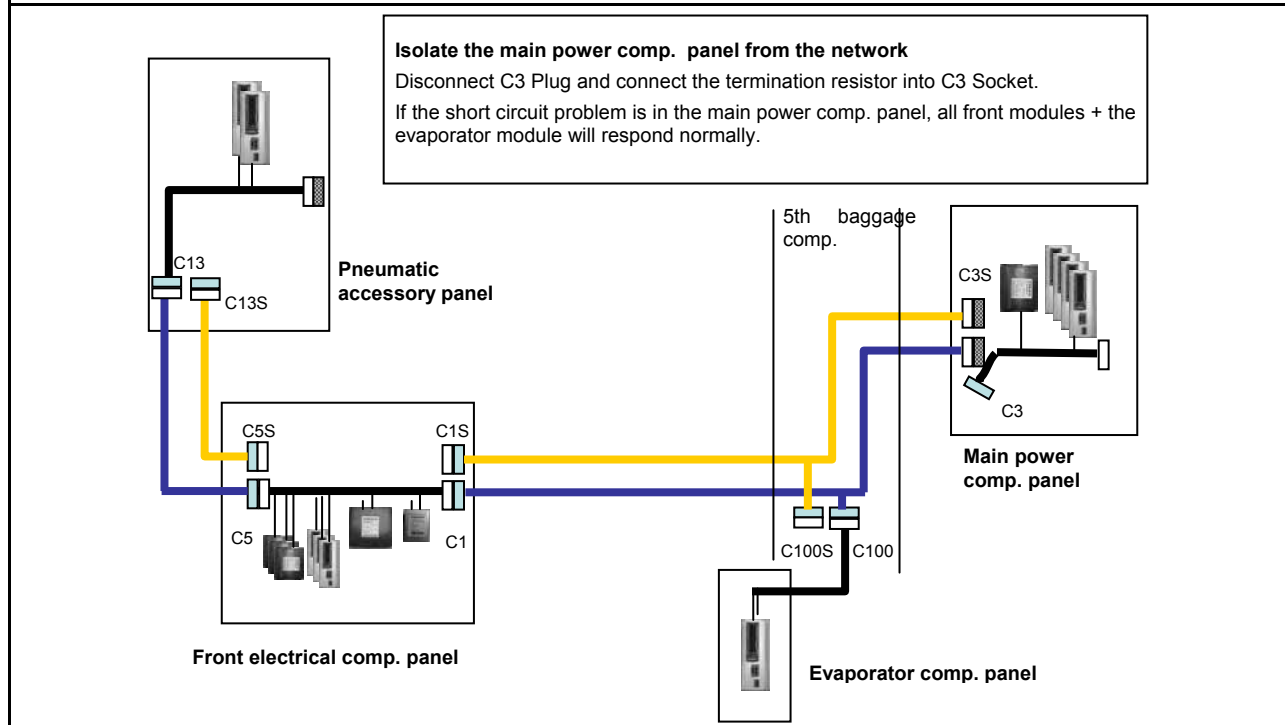 Isolate the main power comp. panel from the network
Disconnect C3 Plug and connect the termination resistor into C3 Socket.
If the short circuit problem is in the main power comp. panel, all front modules + the
evaporator module will respond normally.
C13
C13S
Pneumatic
accessory panel
5th baggage
comp.
C3S
C3
Main power
comp. panel
C5S
C1S
C5
C1
C100S
C100
Front electrical comp. panel
Evaporator comp. panel